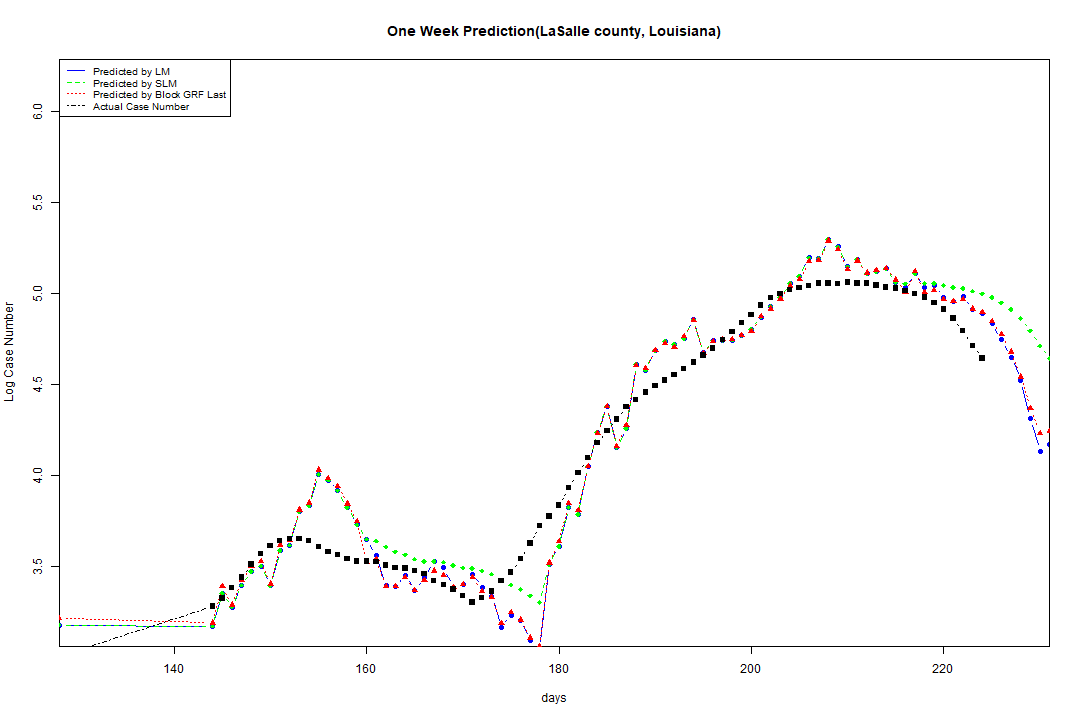 One Week Prediction(LaSalle county, Louisiana)
Predicted by LM
Predicted by SLM
Predicted by Block GRF Last
Actual Case Number
6.0
5.5
5.0
4.5
4.0
3.5
Log Case Number
140 160 180 200 220
days